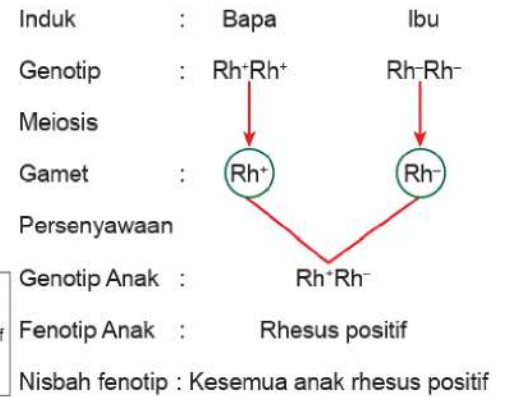 Induk : Bapa Ibu
Genotip : Rh⁺Rh⁺ Rh⁻Rh⁻
Meiosis
Gamet : Rh⁺ Rh⁻
Persenyawaan
Genotip Anak : Rh⁺Rh⁻
Fenotip Anak : Rhesus positif
Nisbah fenotip : Kesemua anak rhesus positif